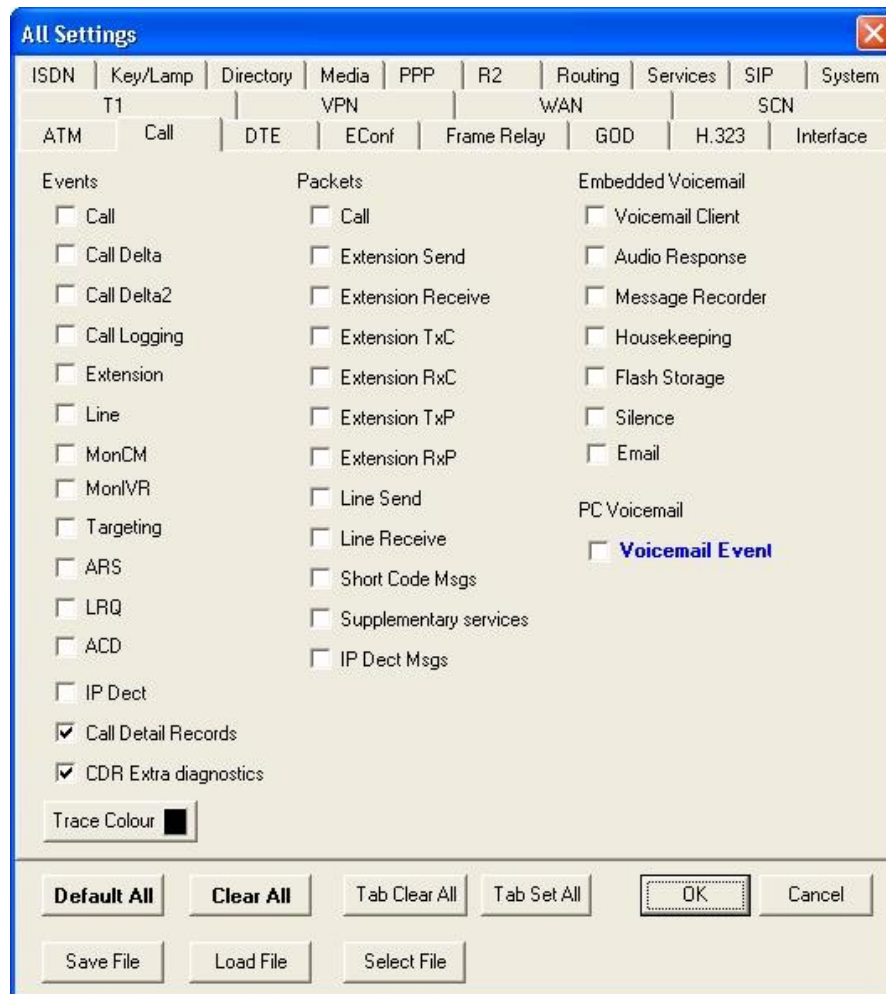 All Settings
ISDN Key/Lamp Directory Media PPP R2 Routing Services SIP System
T1 VPN WAN SCN
ATM Call DTE EConf Frame Relay GOD H.323 Interface
Events
Call
Call Delta
Call Delta2
Call Logging
Extension
Line
MonCM
MonIVR
Targeting
ARS
LRQ
ACD
IP Dect
Call Detail Records
CDR Extra diagnostics
Trace Colour
Packets
Call
Extension Send
Extension Receive
Extension TxC
Extension RxC
Extension TxP
Extension RxP
Line Send
Line Receive
Short Code Msgs
Supplementary services
IP Dect Msgs
Embedded Voicemail
Voicemail Client
Audio Response
Message Recorder
Housekeeping
Flash Storage
Silence
Email
PC Voicemail
Voicemail Event
Default All Clear All Tab Clear All Tab Set All OK Cancel
Save File Load File Select File